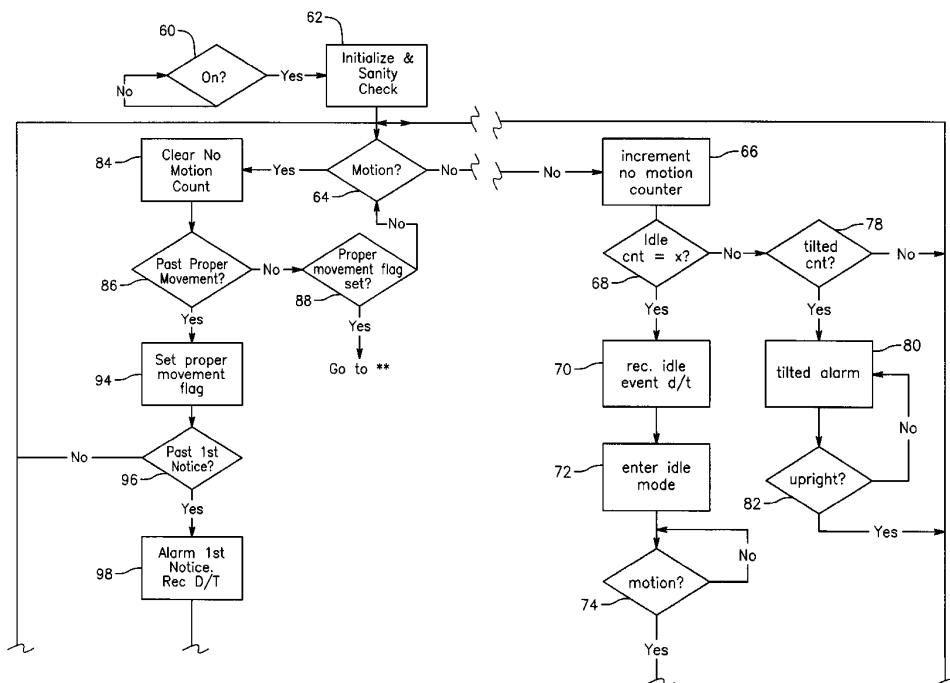 60
On?
No
Yes
62
Initialize &
Sanity
Check
84
Clear No
Motion
Count
Yes
Motion?
64
No
No
increment
no motion
counter
66
No
Past Proper
Movement?
86
No
Proper
movement flag
set?
88
Yes
Go to **
Idle
cnt = x?
68
No
78
tilted
cnt?
No
Yes
Set proper
movement
flag
94
Yes
rec. idle
event d/t
70
Yes
80
tilted alarm
No
No
Past 1st
Notice?
96
enter idle
mode
72
upright?
82
Yes
Yes
Alarm 1st
Notice.
Rec D/T
98
motion?
74
No
Yes